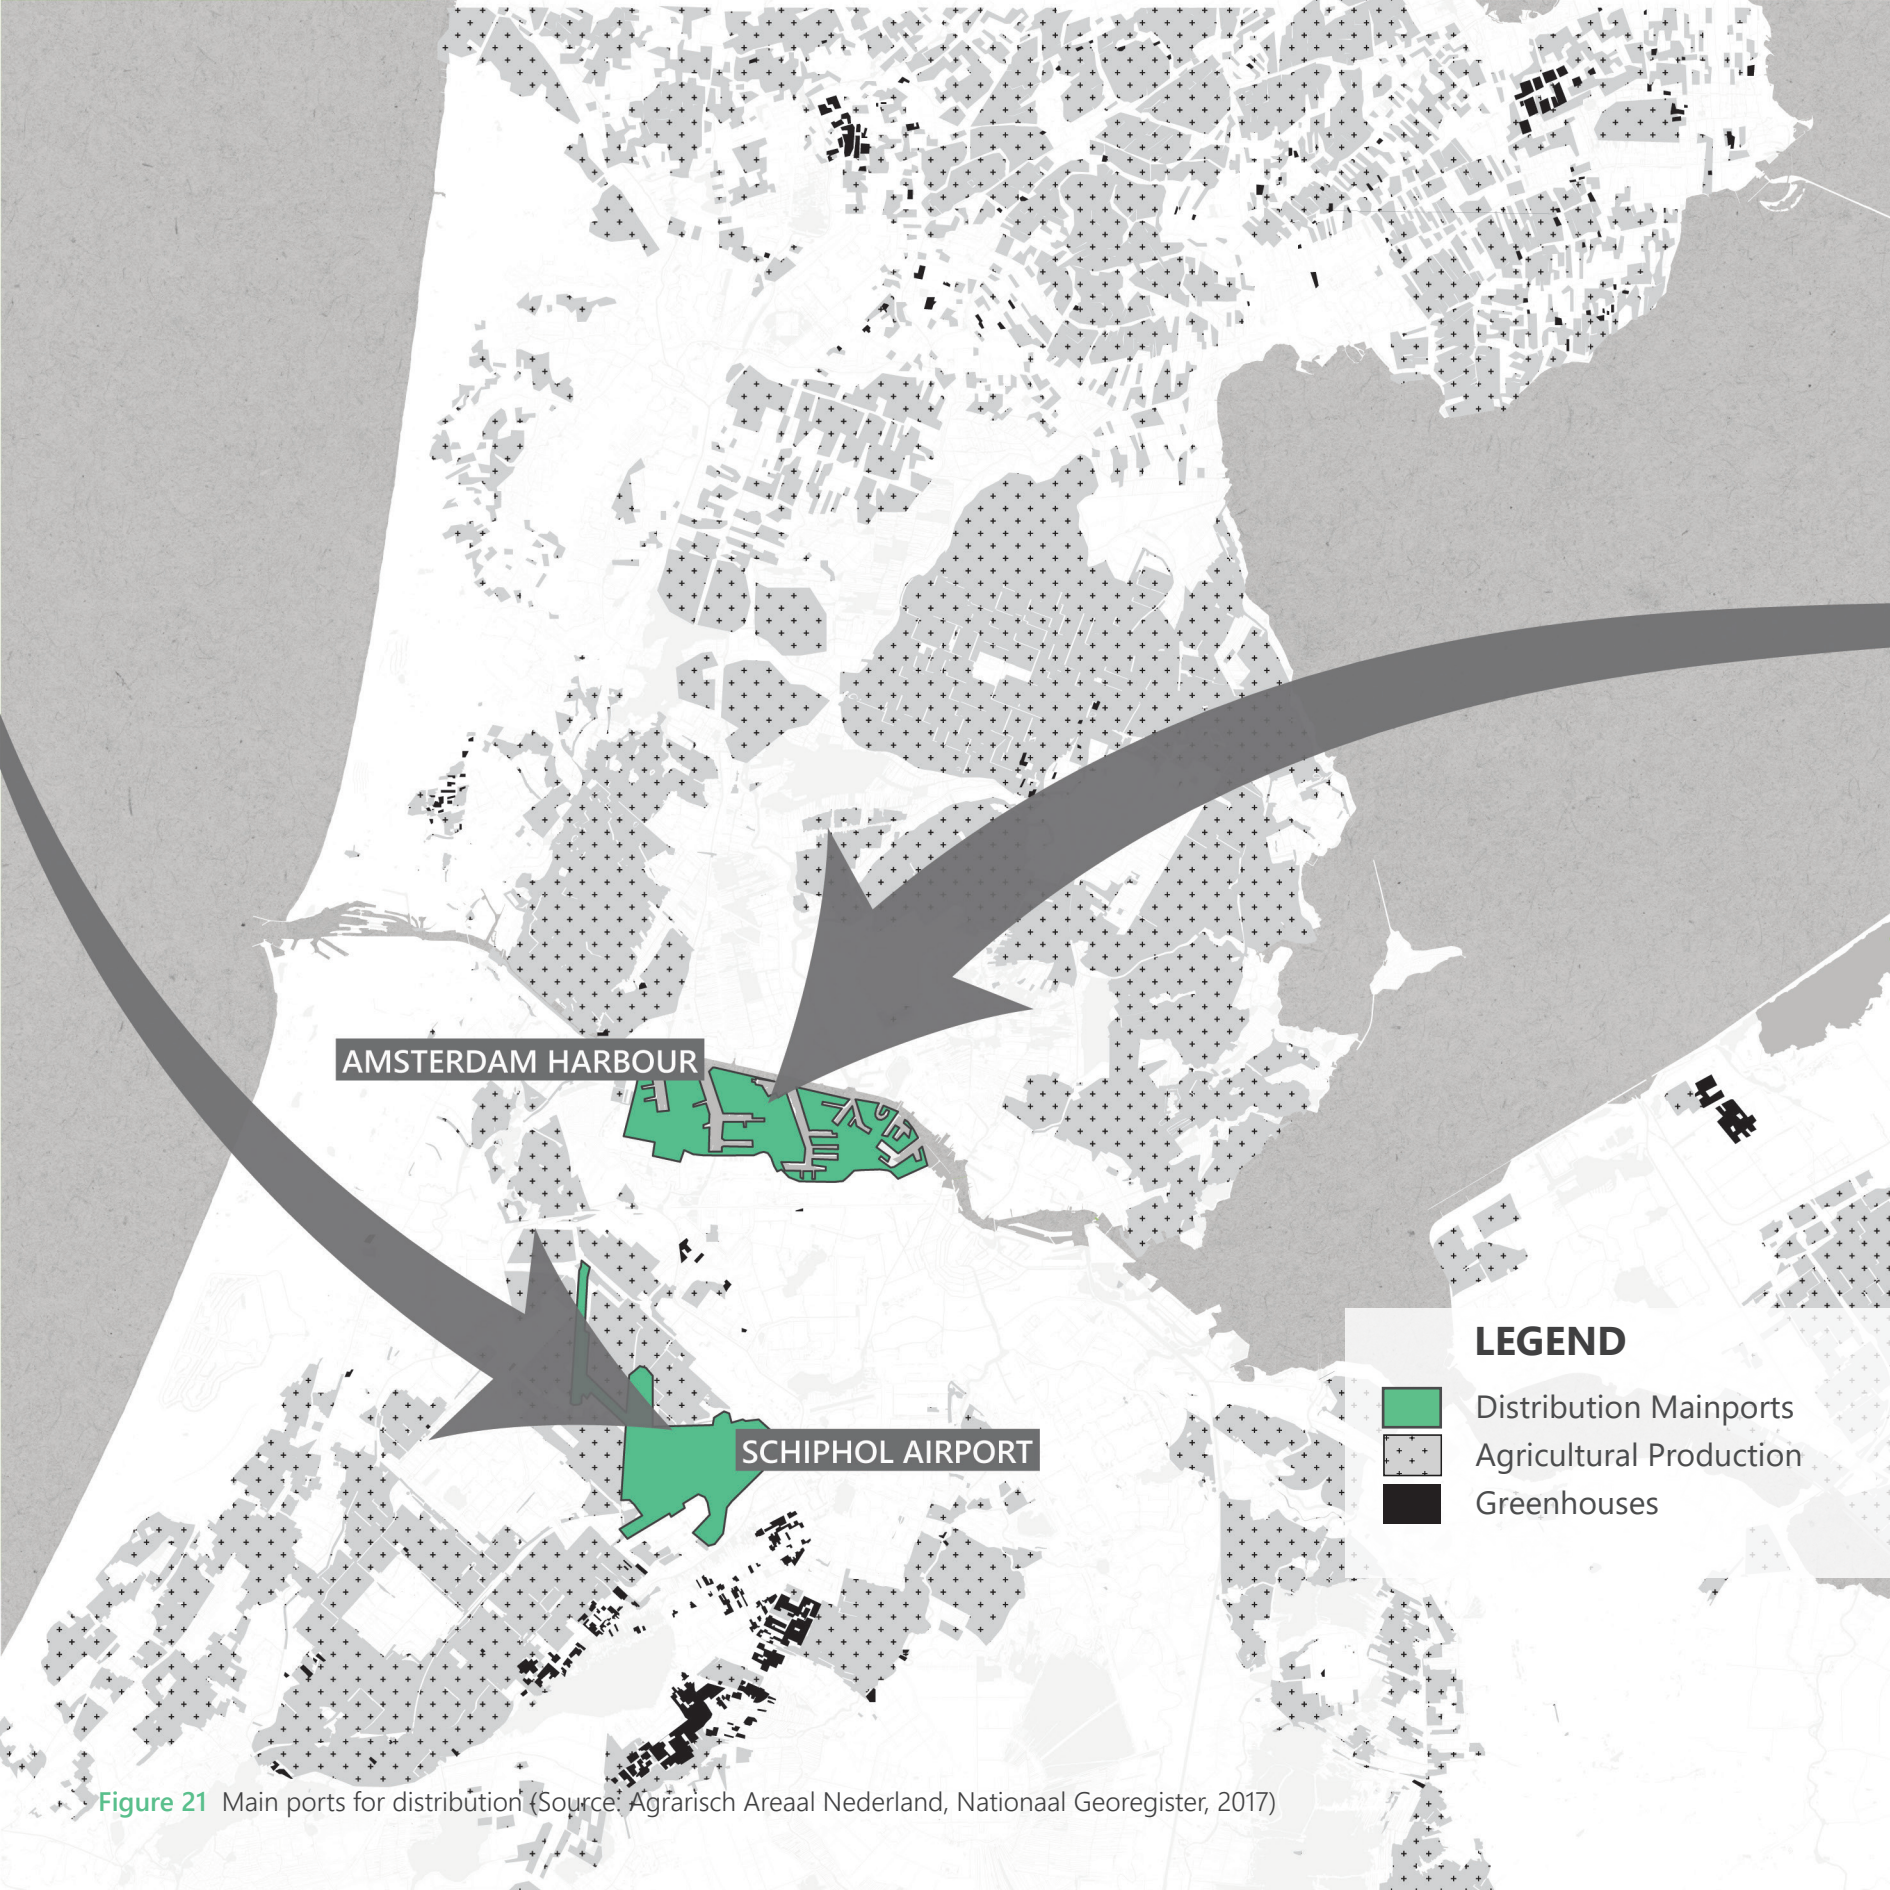 AMSTERDAM HARBOUR
SCHIPHOL AIRPORT
LEGEND
Distribution Mainports
Agricultural Production
Greenhouses
Figure 21 Main ports for distribution (Source: Agrarisch Areaal Nederland, Nationaal Georegister, 2017)